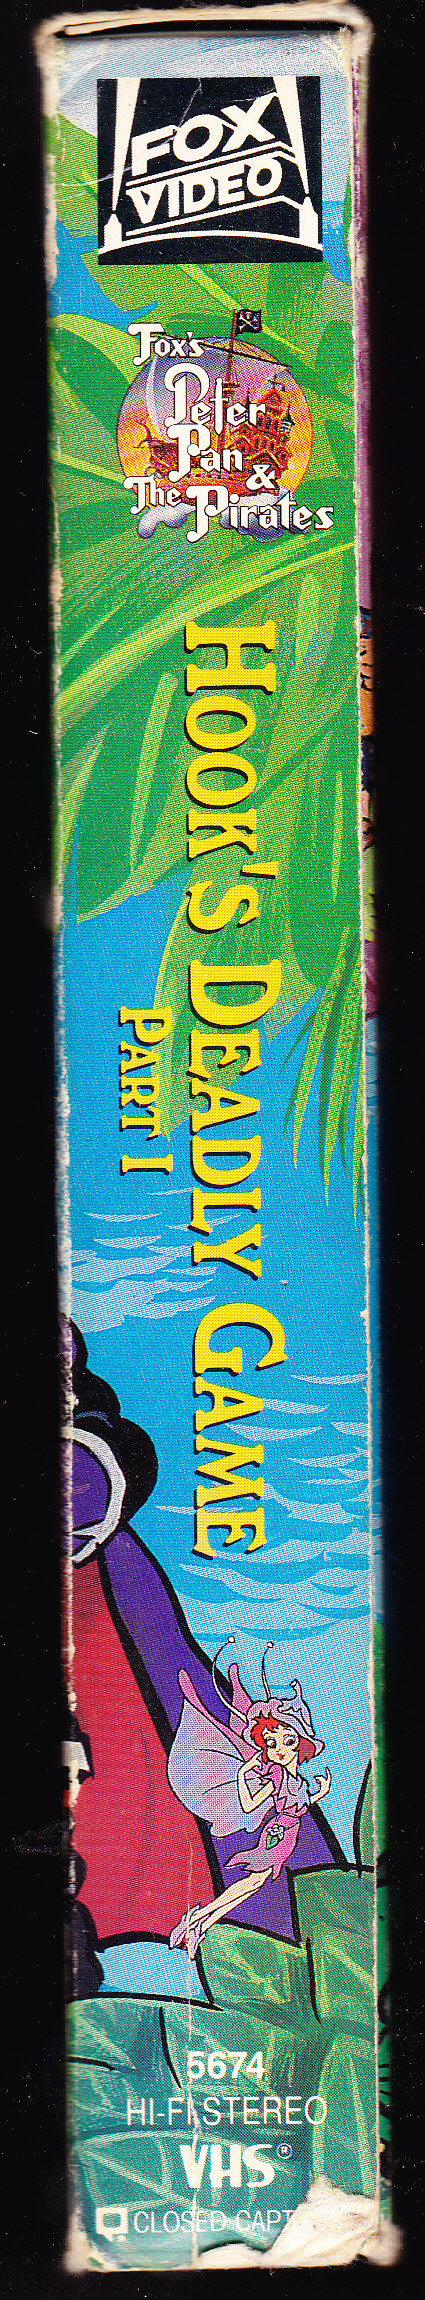 FOX
VIDEO
Fox's
Peter
Pan
&
The Pirates
HOOK'S DEADLY GAME
PART I
5674
HI-FI STEREO
VHS®
CLOSED CAPT